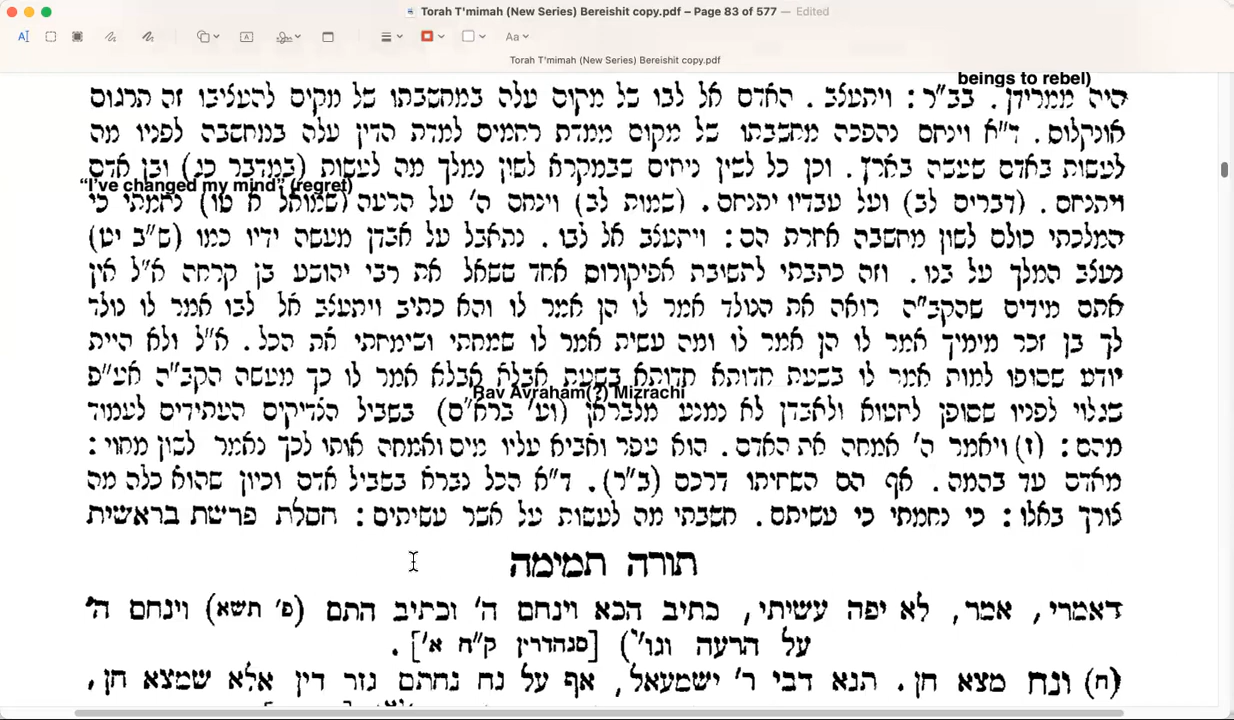 Torah T'mimah (New Series) Bereishit copy.pdf – Page 83 of 577 — Edited
Aa
Torah T'mimah (New Series) Bereishit copy.pdf
beings to rebel)
היה ממרידן. בב"ר: ויתעצב. האדם אל לבו של מקום עלה במחשבתו של מקום להעציבו זה תרגום
אונקלוס. ד"א וינחם נהפכה מחשבתו של מקום ממדת רחמים למדת הדין עלה במחשבה לפניו מה
לעשות באדם שעשה בארץ. וכן כל לשון ניחום שבמקרא לשון נמלך מה לעשות (במדבר כג) ובן אדם
"I've changed my mind" (regret)
ויתנחם. (דברים לב) ועל עבדיו יתנחם. (שמות לב) וינחם ה' על הרעה (שמואל א טו) נחמתי כי
המלכתי כולם לשון מחשבה אחרת הם: ויתעצב אל לבו. נתאבל על אבדן מעשה ידיו כמו (ש"ב יט)
נעצב המלך על בנו. וזה כתבתי לתשובת אפיקורום אחד ששאל את רבי יהושע בן קרחה א"ל אין
אתם מודים שהקב"ה רואה את הנולד אמר לו הן אמר לו והא כתיב ויתעצב אל לבו אמר לו נולד
לך בן זכר מימיך אמר לו הן אמר לו ומה עשית אמר לו שמחתי ושימחתי את הכל. א"ל ולא היית
יודע שסופו למות אמר לו בשעת חדותא חדותא בשעת אבלא אבלא אמר לו כך מעשה הקב"ה אע"פ
Rav Avraham(?) Mizrachi
שגלוי לפניו שסופן לחטוא ולאבדן לא נמנע מלבראן (וע' ברא"ם) בשביל הצדיקים העתידים לעמוד
מהם: (ז) ויאמר ה' אמחה את האדם. הוא עפר ואביא עליו מים ואמחה אותו לכך נאמר לשון מחוי:
מאדם עד בהמה. אף הם השחיתו דרכם (ב"ר). ד"א הכל נברא בשביל אדם וכיון שהוא כלה מה
צורך באלו: כי נחמתי כי עשיתם. חשבתי מה לעשות על אשר עשיתים: חסלת פרשת בראשית
תורה תמימה
דאמרי, אמר, לא יפה עשיתי, כתיב הכא וינחם ה' וכתיב התם (פ' תשא) וינחם ה'
על הרעה וגו') [סנהדרין ק"ח א'].
(ח) ונח מצא חן. תנא דבי ר' ישמעאל, אף על נח נחתם גזר דין אלא שמצא חן,